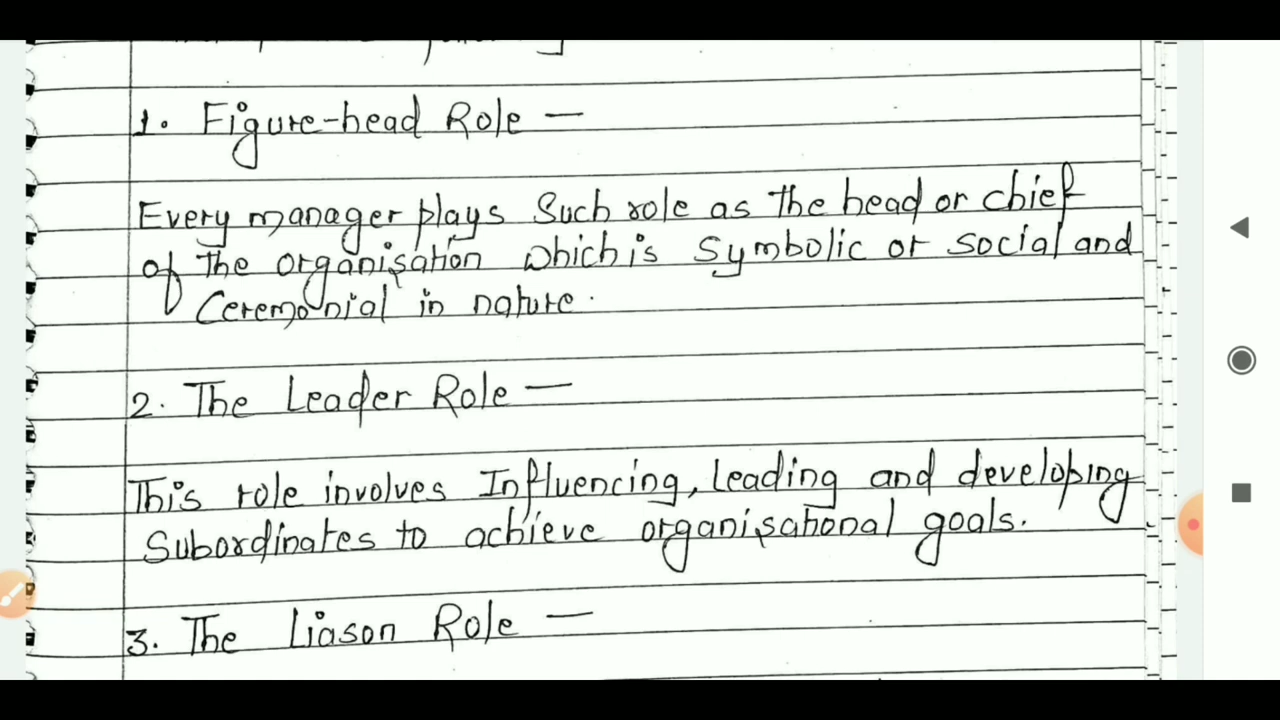 1. Figure-head Role —
Every manager plays Such role as the head or chief
of the organisation which is symbolic or social and
Ceremonial in nature.
2. The Leader Role —
This role involves Influencing, leading and developing
Subordinates to achieve organisational goals.
3. The Liason Role —